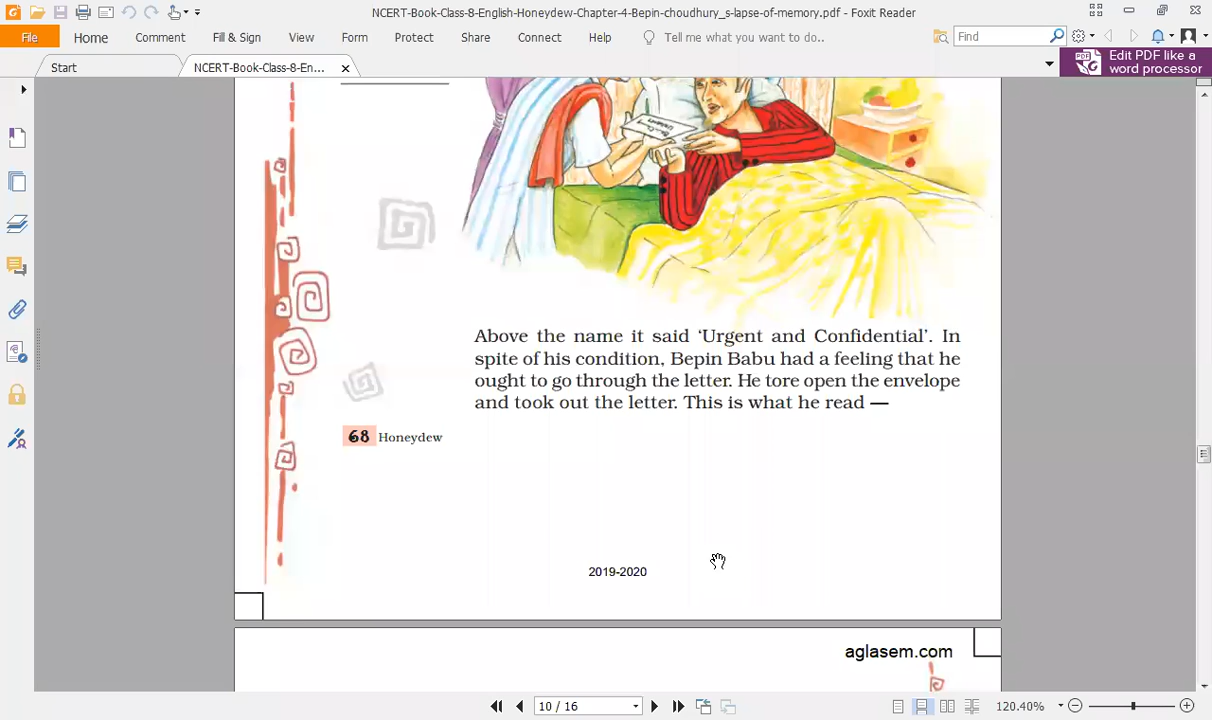 NCERT-Book-Class-8-English-Honeydew-Chapter-4-Bepin-choudhury_s-lapse-of-memory.pdf - Foxit Reader
File Home Comment Fill & Sign View Form Protect Share Connect Help Tell me what you want to do.. Find
Edit PDF like a
word processor
Start NCERT-Book-Class-8-En...
Above the name it said ‘Urgent and Confidential’. In
spite of his condition, Bepin Babu had a feeling that he
ought to go through the letter. He tore open the envelope
and took out the letter. This is what he read —
68 Honeydew
2019-2020
aglasem.com
10 / 16 120.40%